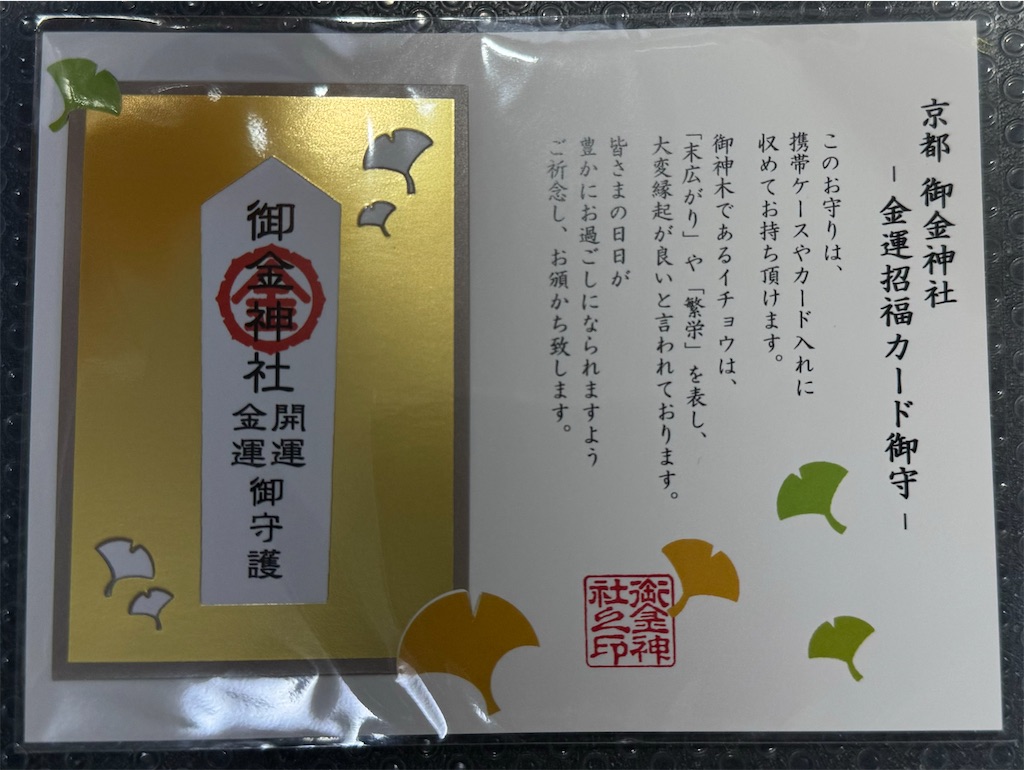 京都 御金神社
－金運招福カード御守－
このお守りは、
携帯ケースやカード入れに
収めてお持ち頂けます。
御神木であるイチョウは、
「末広がり」や「繁栄」を表し、
大変縁起が良いと言われております。
皆さまの日日が
豊かにお過ごしになられますよう
ご祈念し、お頒かち致します。
御金神
社之印
御金神社
金
開運
金運
御守護